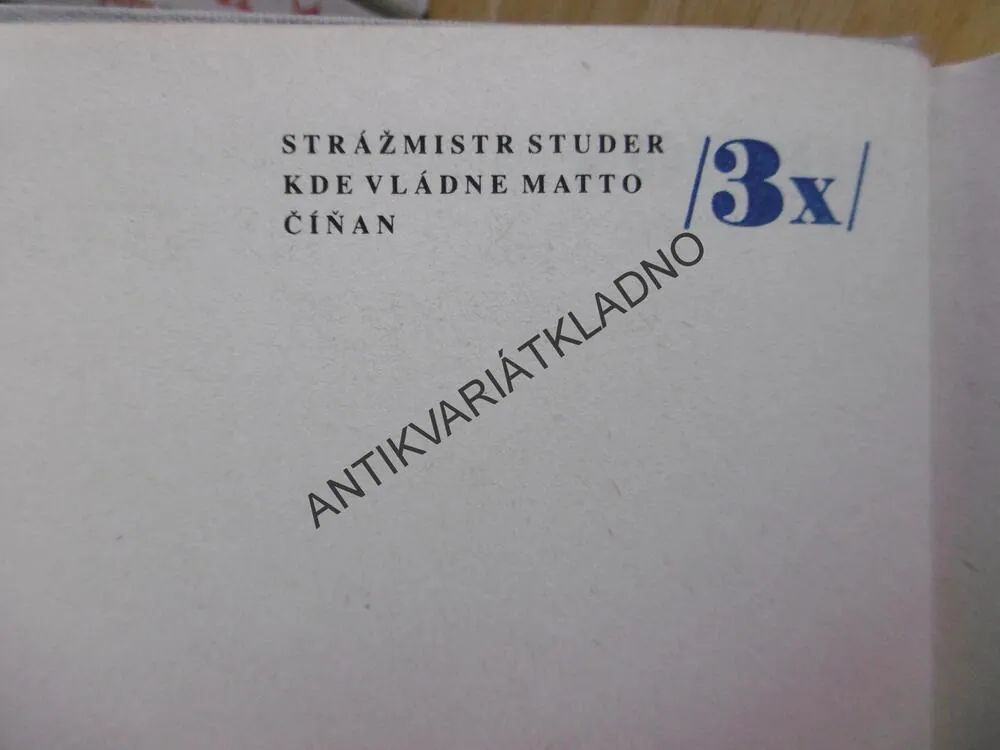 STRÁŽMISTR STUDER
KDE VLÁDNE MATTO
ČÍŇAN
/3x/
ANTIKVARIÁTKLADNO